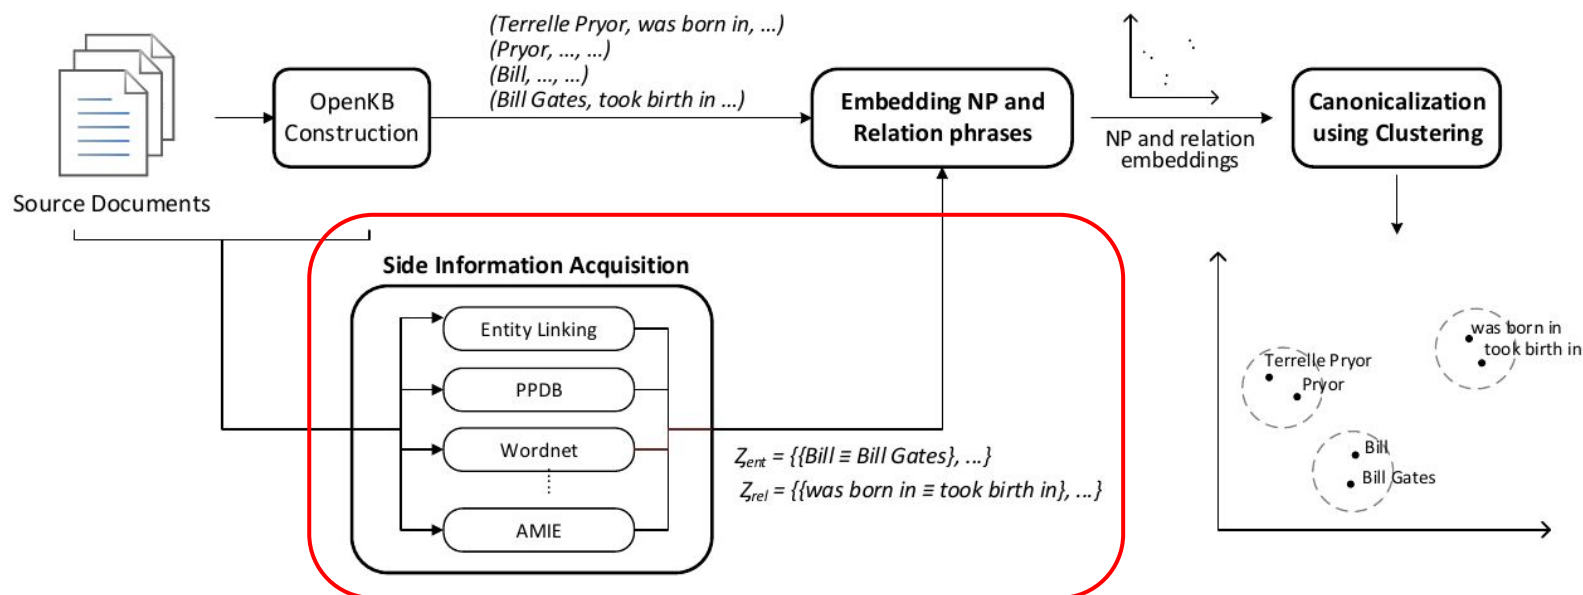 (Terrelle Pryor, was born in, ...)
(Pryor, ..., ...)
(Bill, ..., ...)
(Bill Gates, took birth in ...)
OpenKB
Construction
Embedding NP and
Relation phrases
NP and relation
embeddings
Canonicalization
using Clustering
Source Documents
Side Information Acquisition
Entity Linking
PPDB
Wordnet
AMIE
Ζent = {{Bill ≡ Bill Gates}, ...}
Ζrel = {{was born in ≡ took birth in}, ...}
was born in
took birth in
Terrelle Pryor
Pryor
Bill
Bill Gates